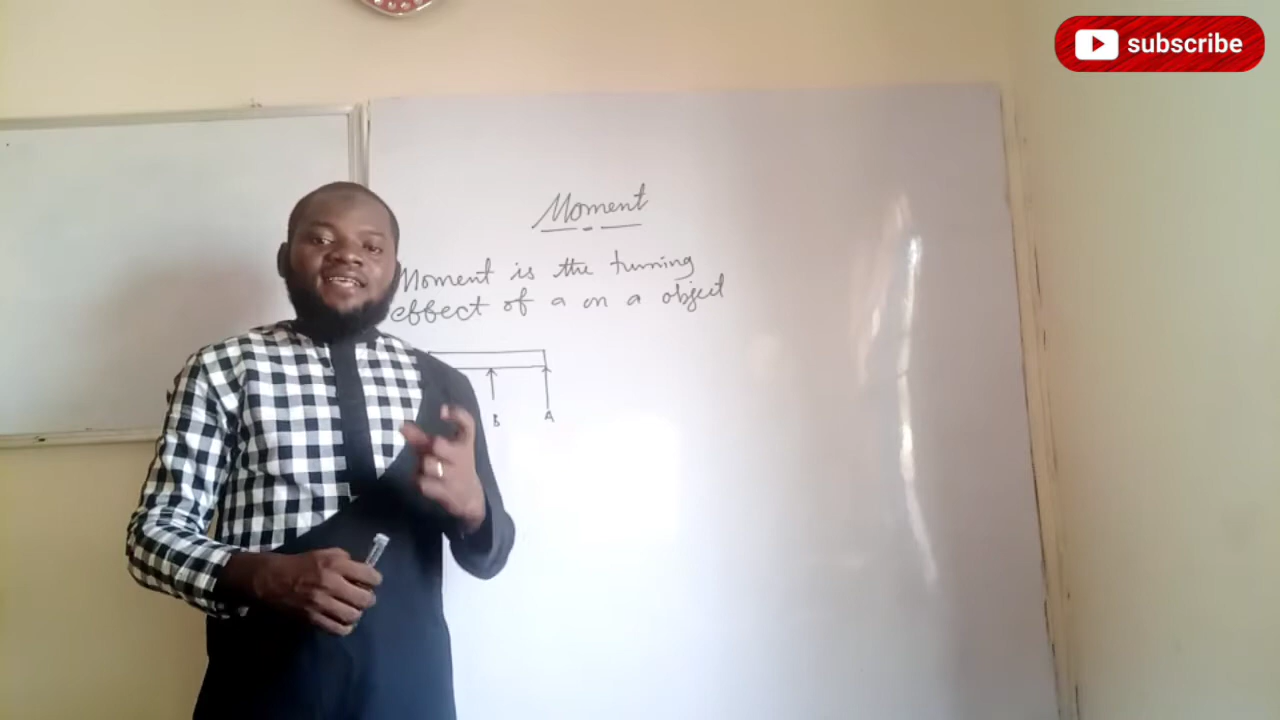 subscribe
Moment
Moment is the turning
effect of a on a object
B A